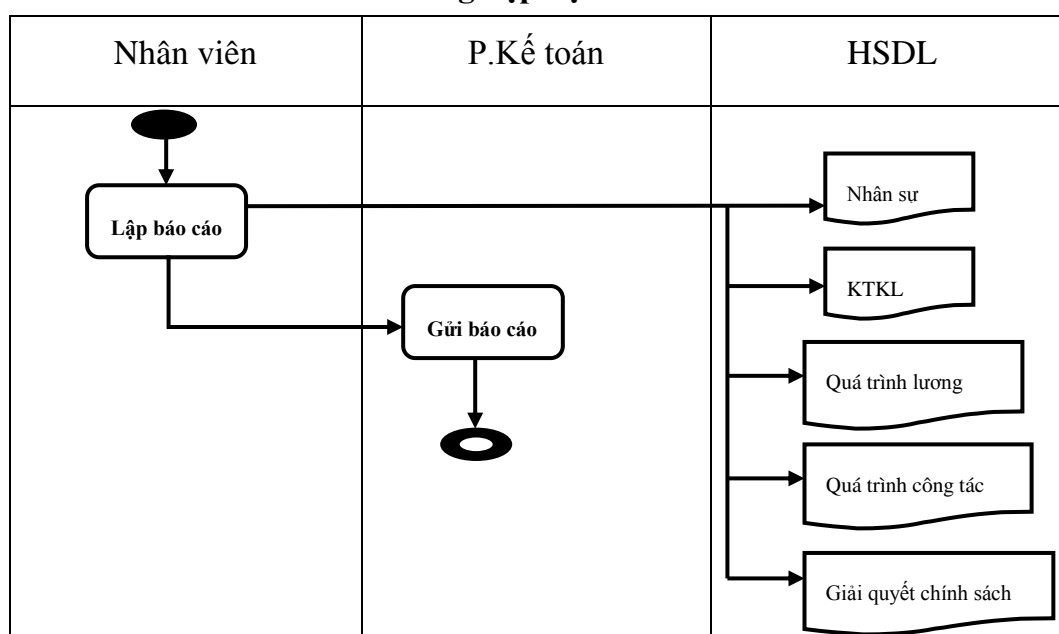 Nhân viên
P.Kế toán
HSDL
Nhân sự
Lập báo cáo
KTKL
Gửi báo cáo
Quá trình lương
Quá trình công tác
Giải quyết chính sách